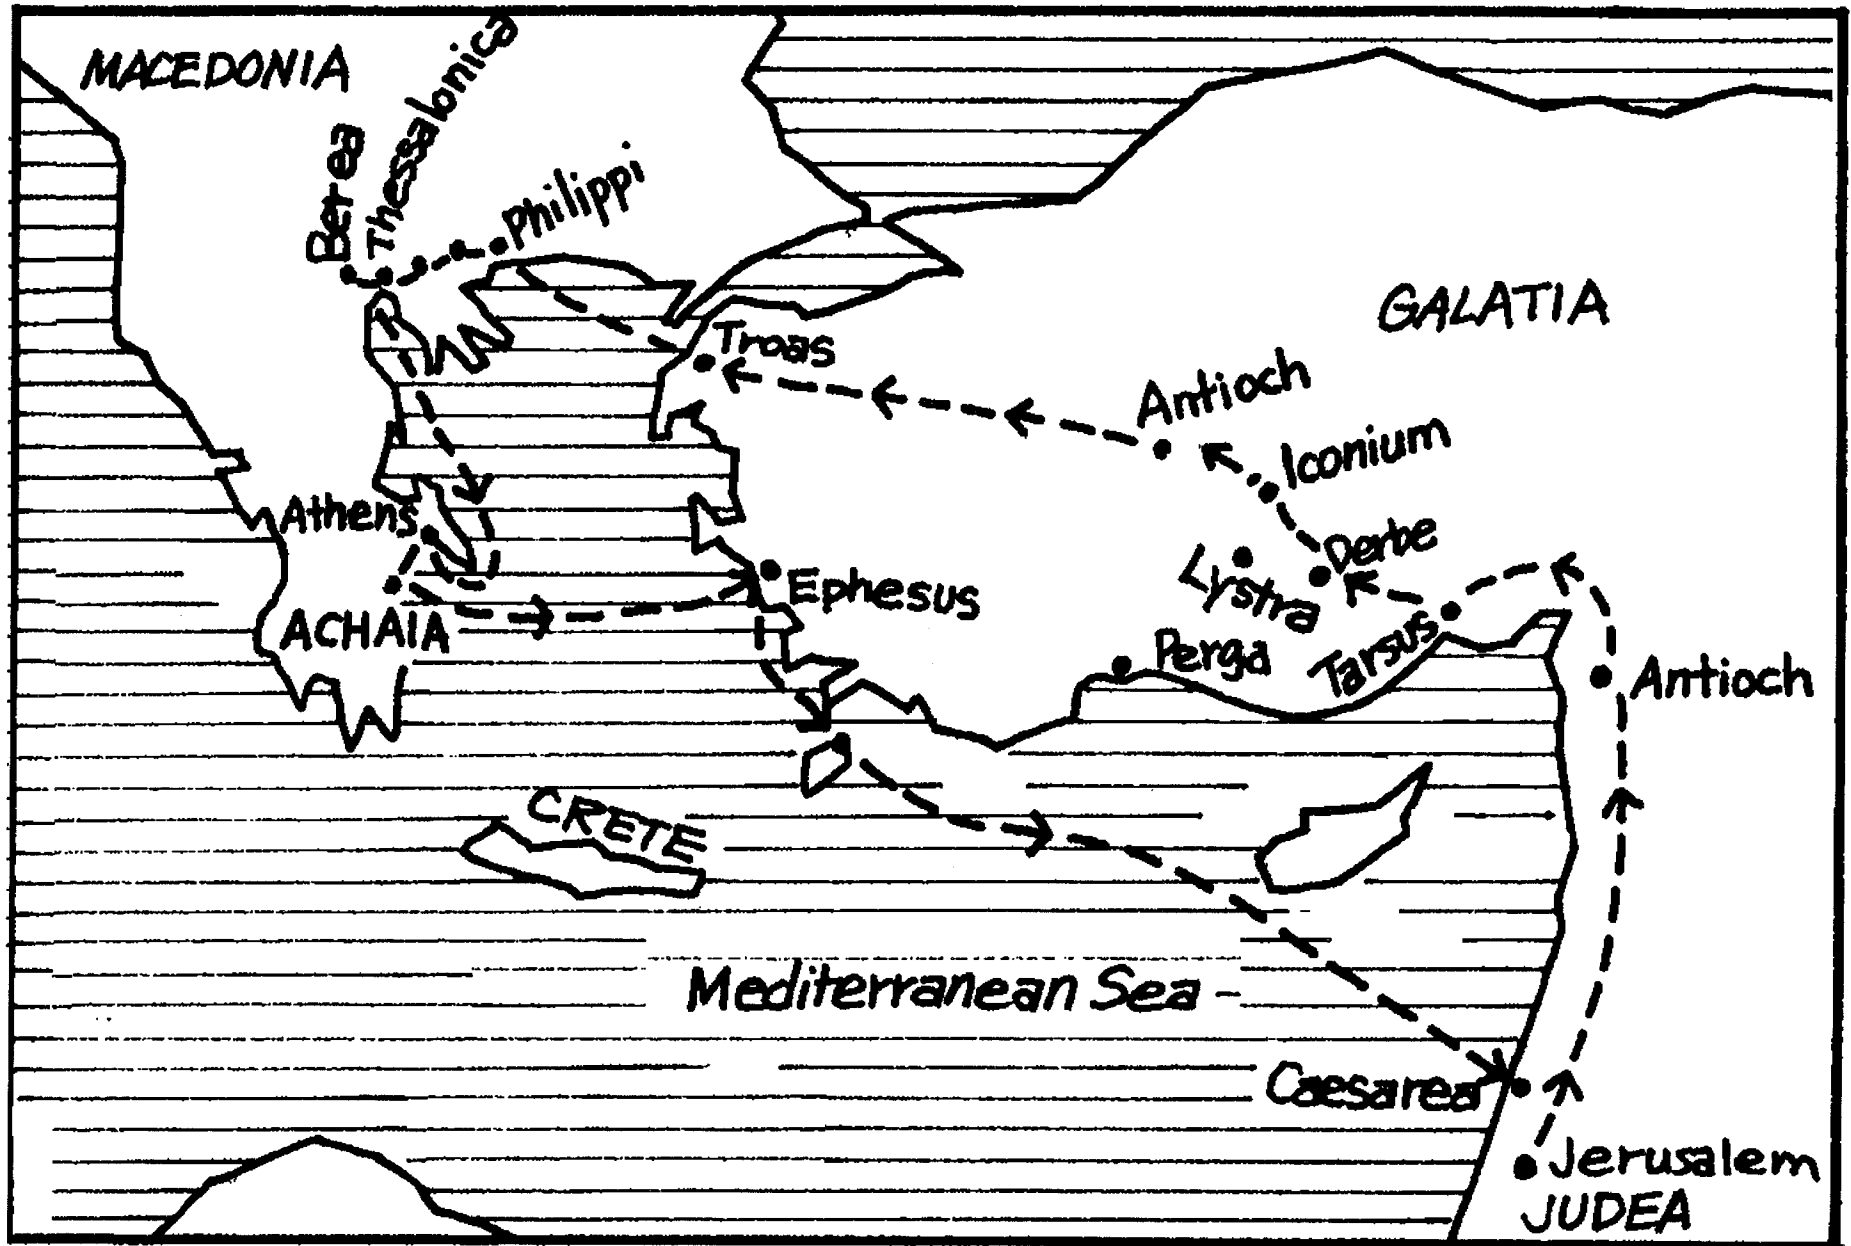 MACEDONIA
Berea
Thessalonica
Philippi
Troas
GALATIA
Antioch
Iconium
Athens
Derbe
Lystra
Ephesus
ACHAIA
Perga
Tarsus
Antioch
CRETE
Mediterranean Sea
Caesarea
Jerusalem
JUDEA